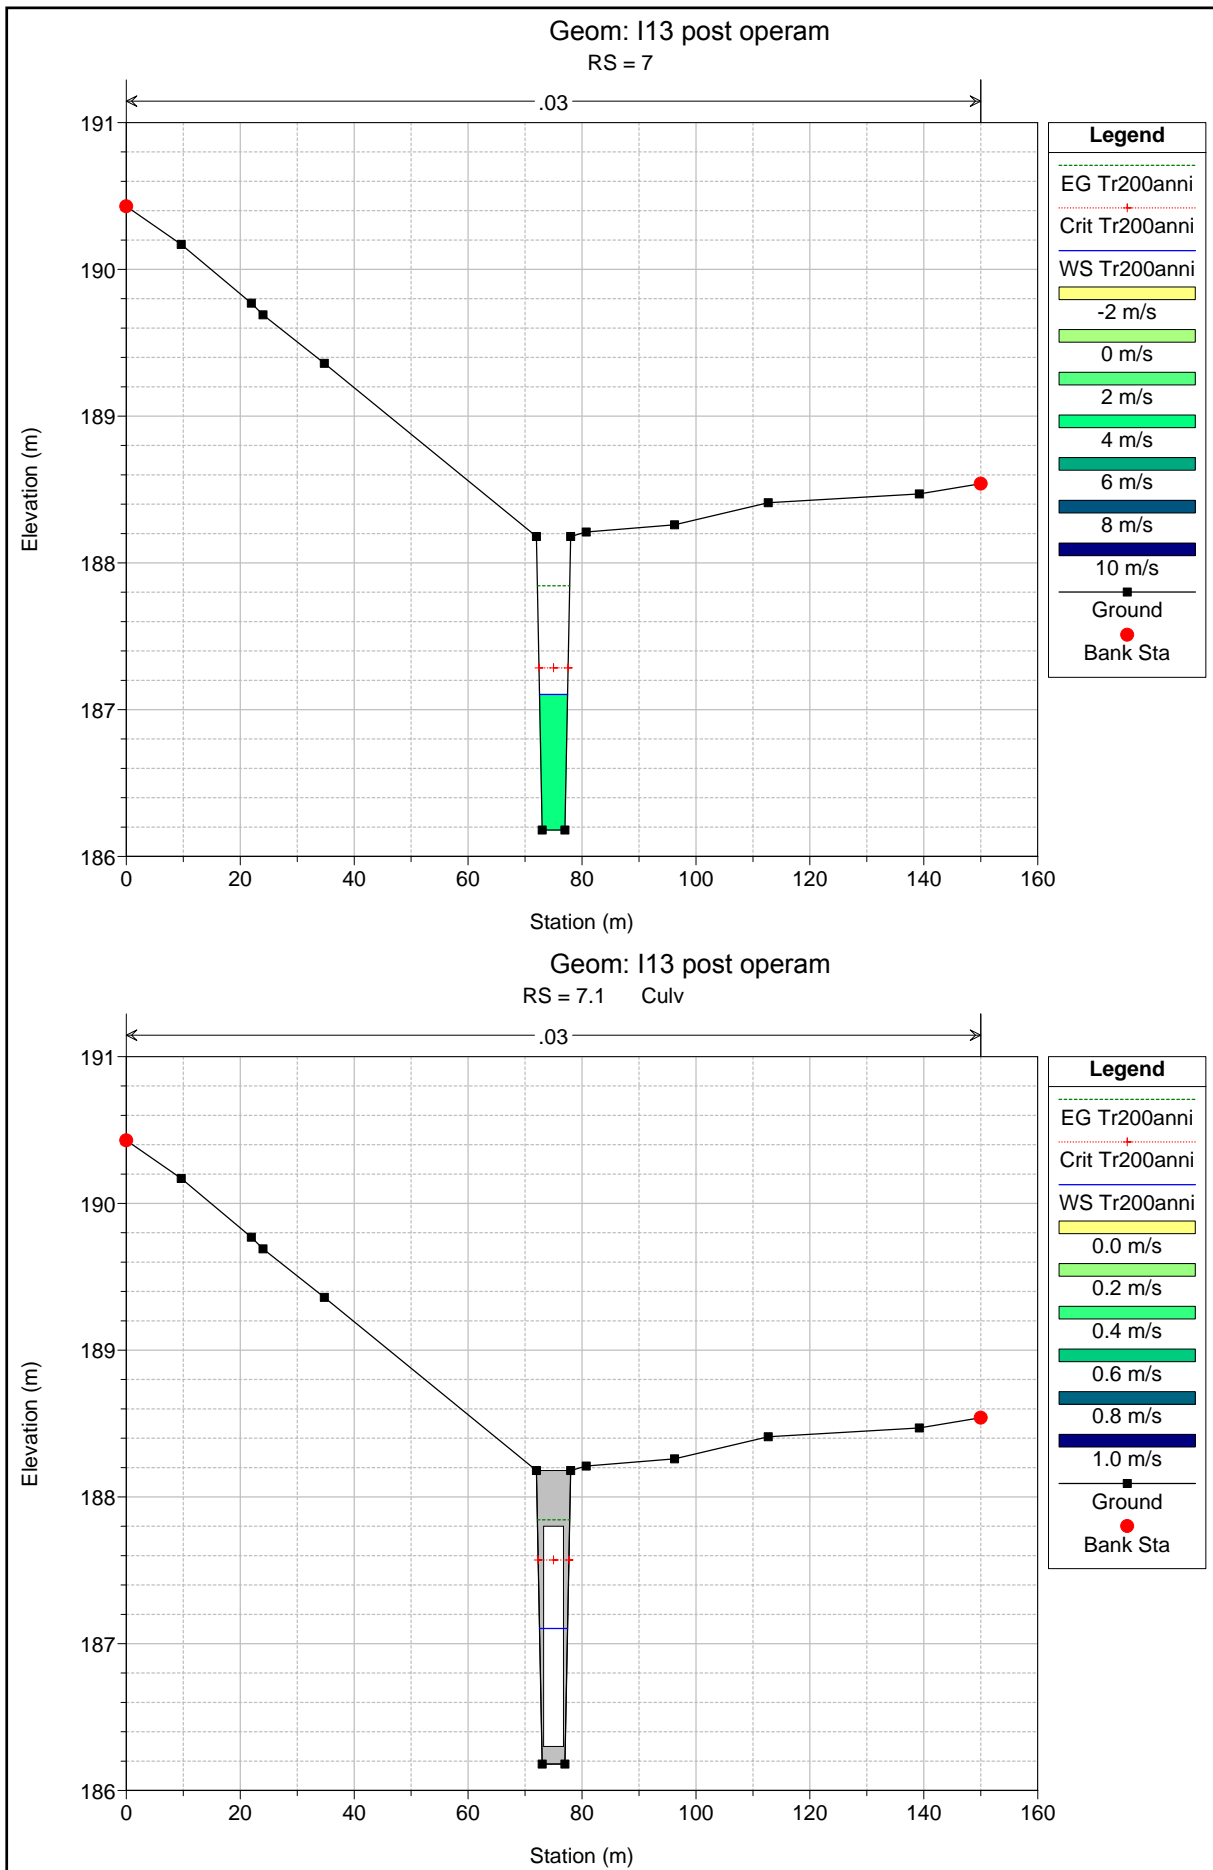 Geom: I13 post operam
RS = 7
.03
191
190
189
188
187
186
Elevation (m)
0 20 40 60 80 100 120 140 160
Station (m)
Legend
EG Tr200anni
Crit Tr200anni
WS Tr200anni
-2 m/s
0 m/s
2 m/s
4 m/s
6 m/s
8 m/s
10 m/s
Ground
Bank Sta
Geom: I13 post operam
RS = 7.1 Culv
.03
191
190
189
188
187
186
Elevation (m)
0 20 40 60 80 100 120 140 160
Station (m)
Legend
EG Tr200anni
Crit Tr200anni
WS Tr200anni
0.0 m/s
0.2 m/s
0.4 m/s
0.6 m/s
0.8 m/s
1.0 m/s
Ground
Bank Sta